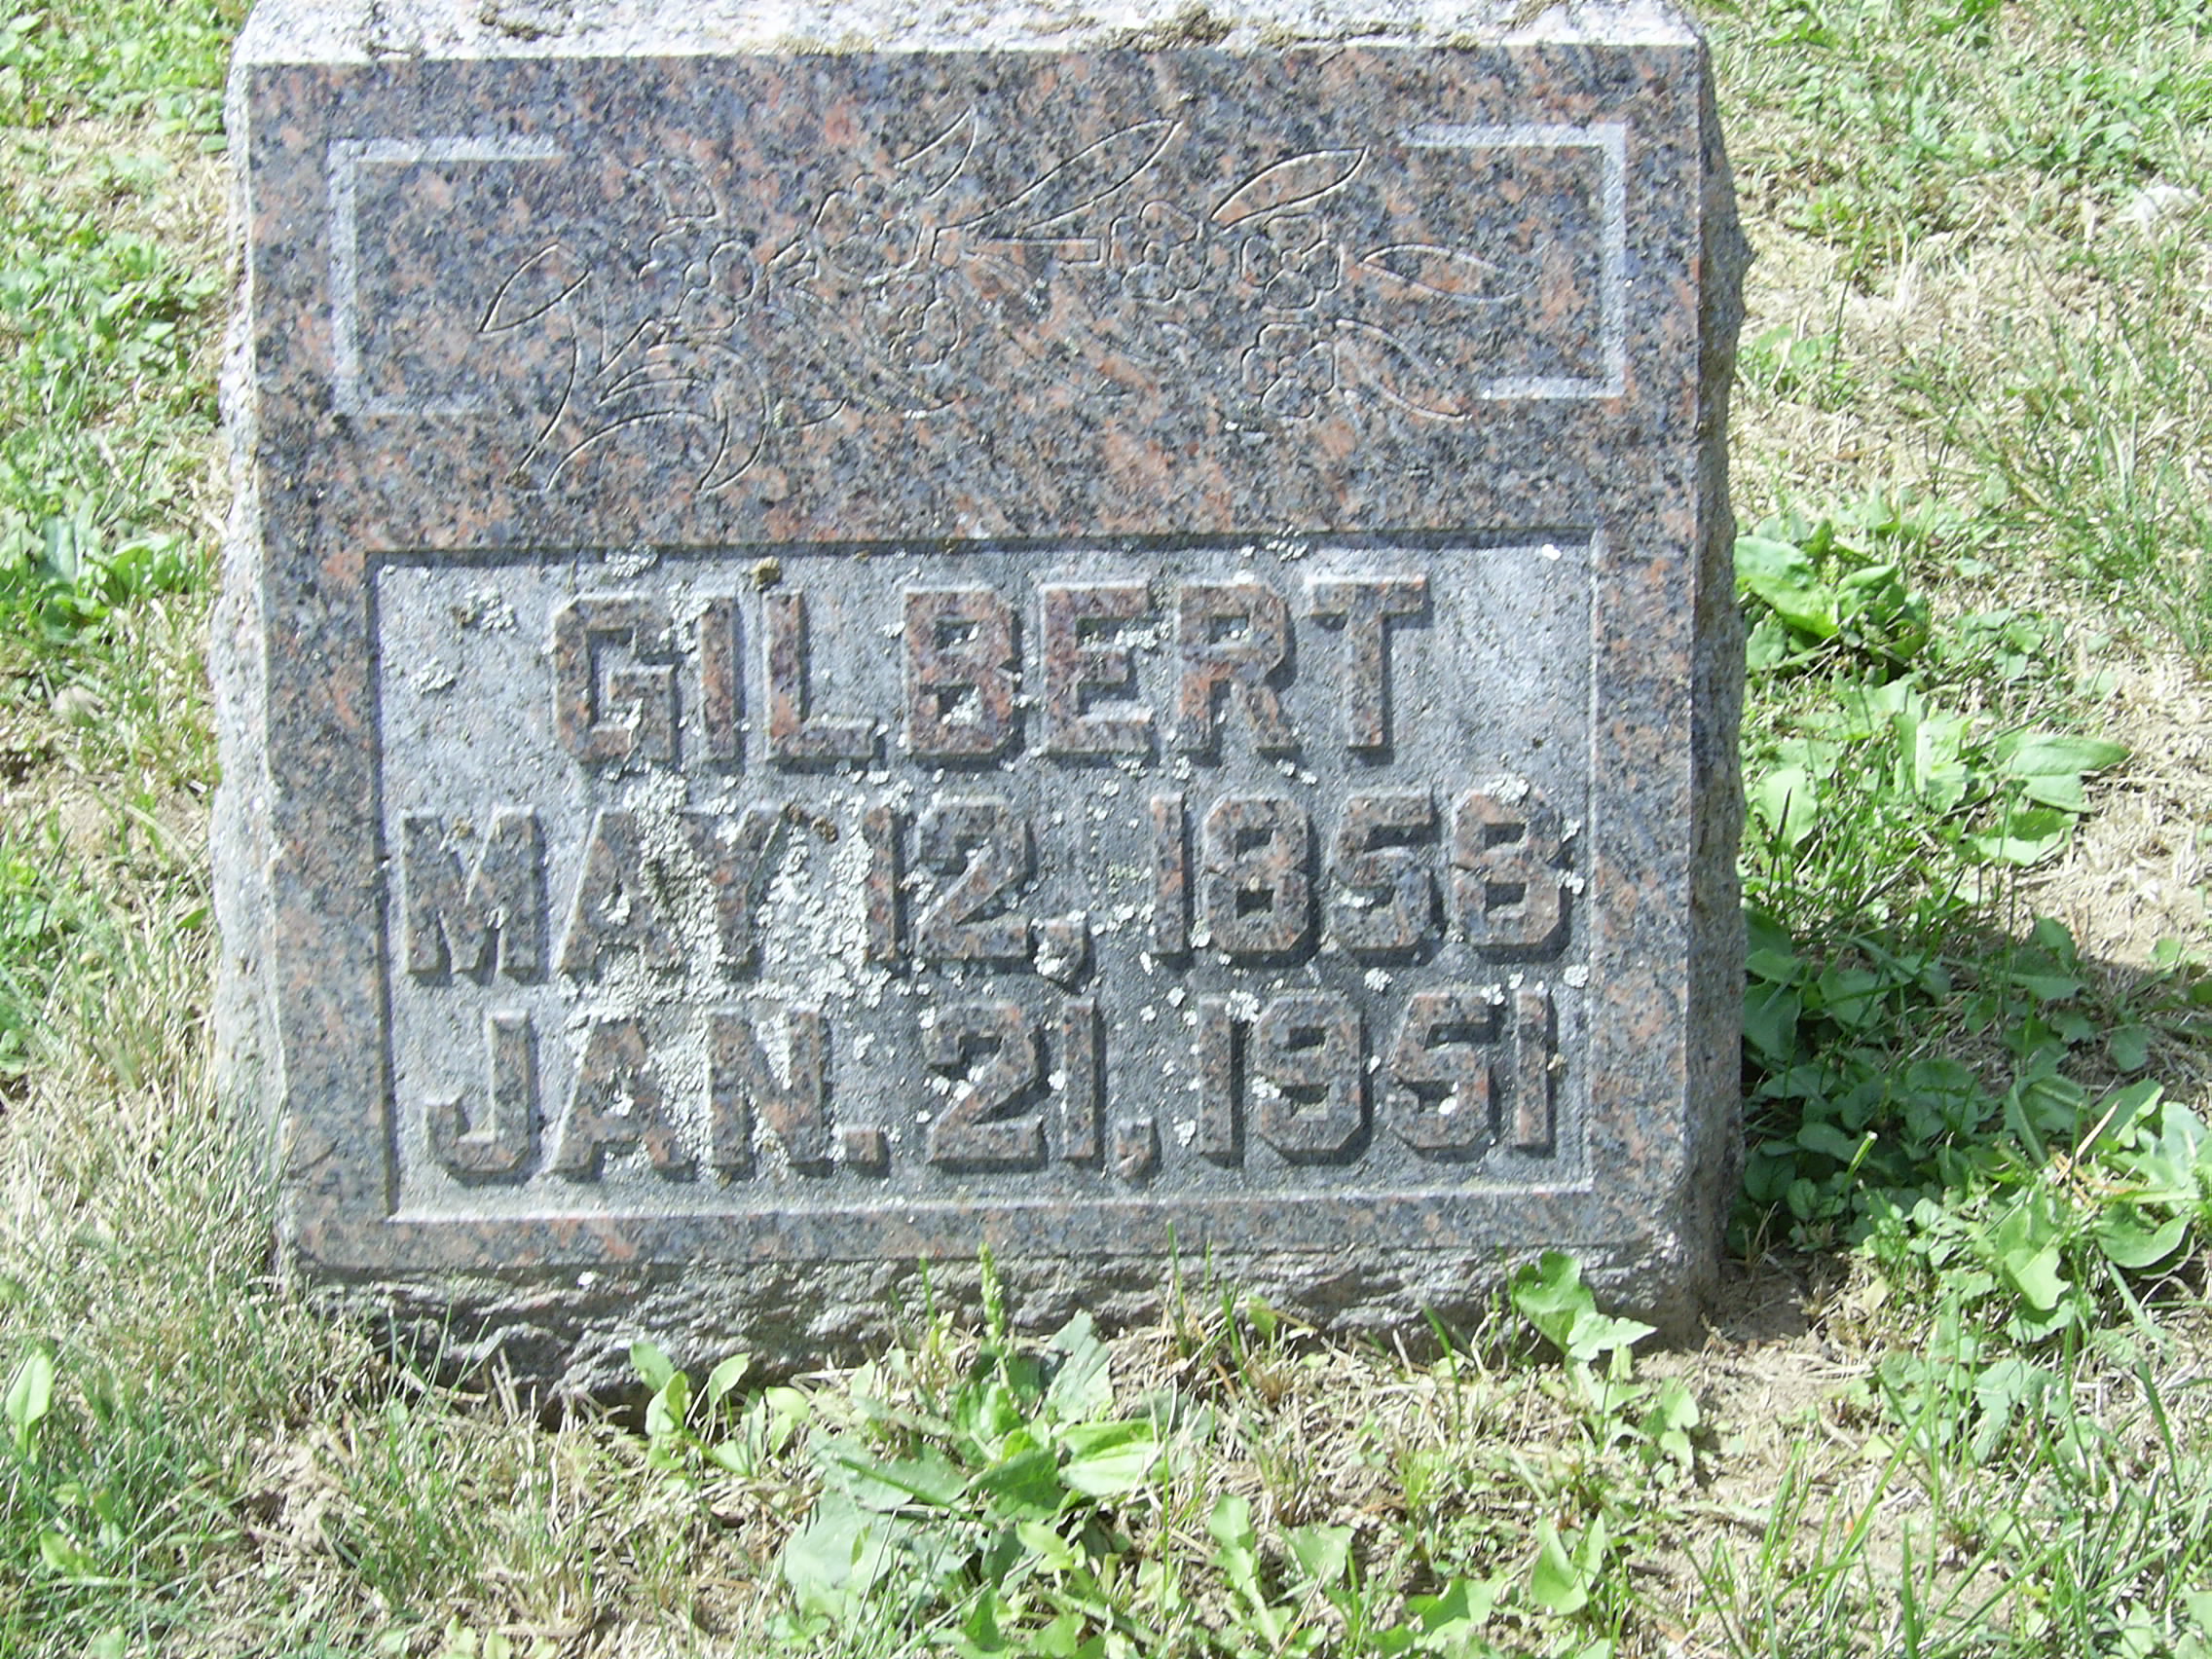 GILBERT
MAY 12, 1858
JAN. 21, 1951